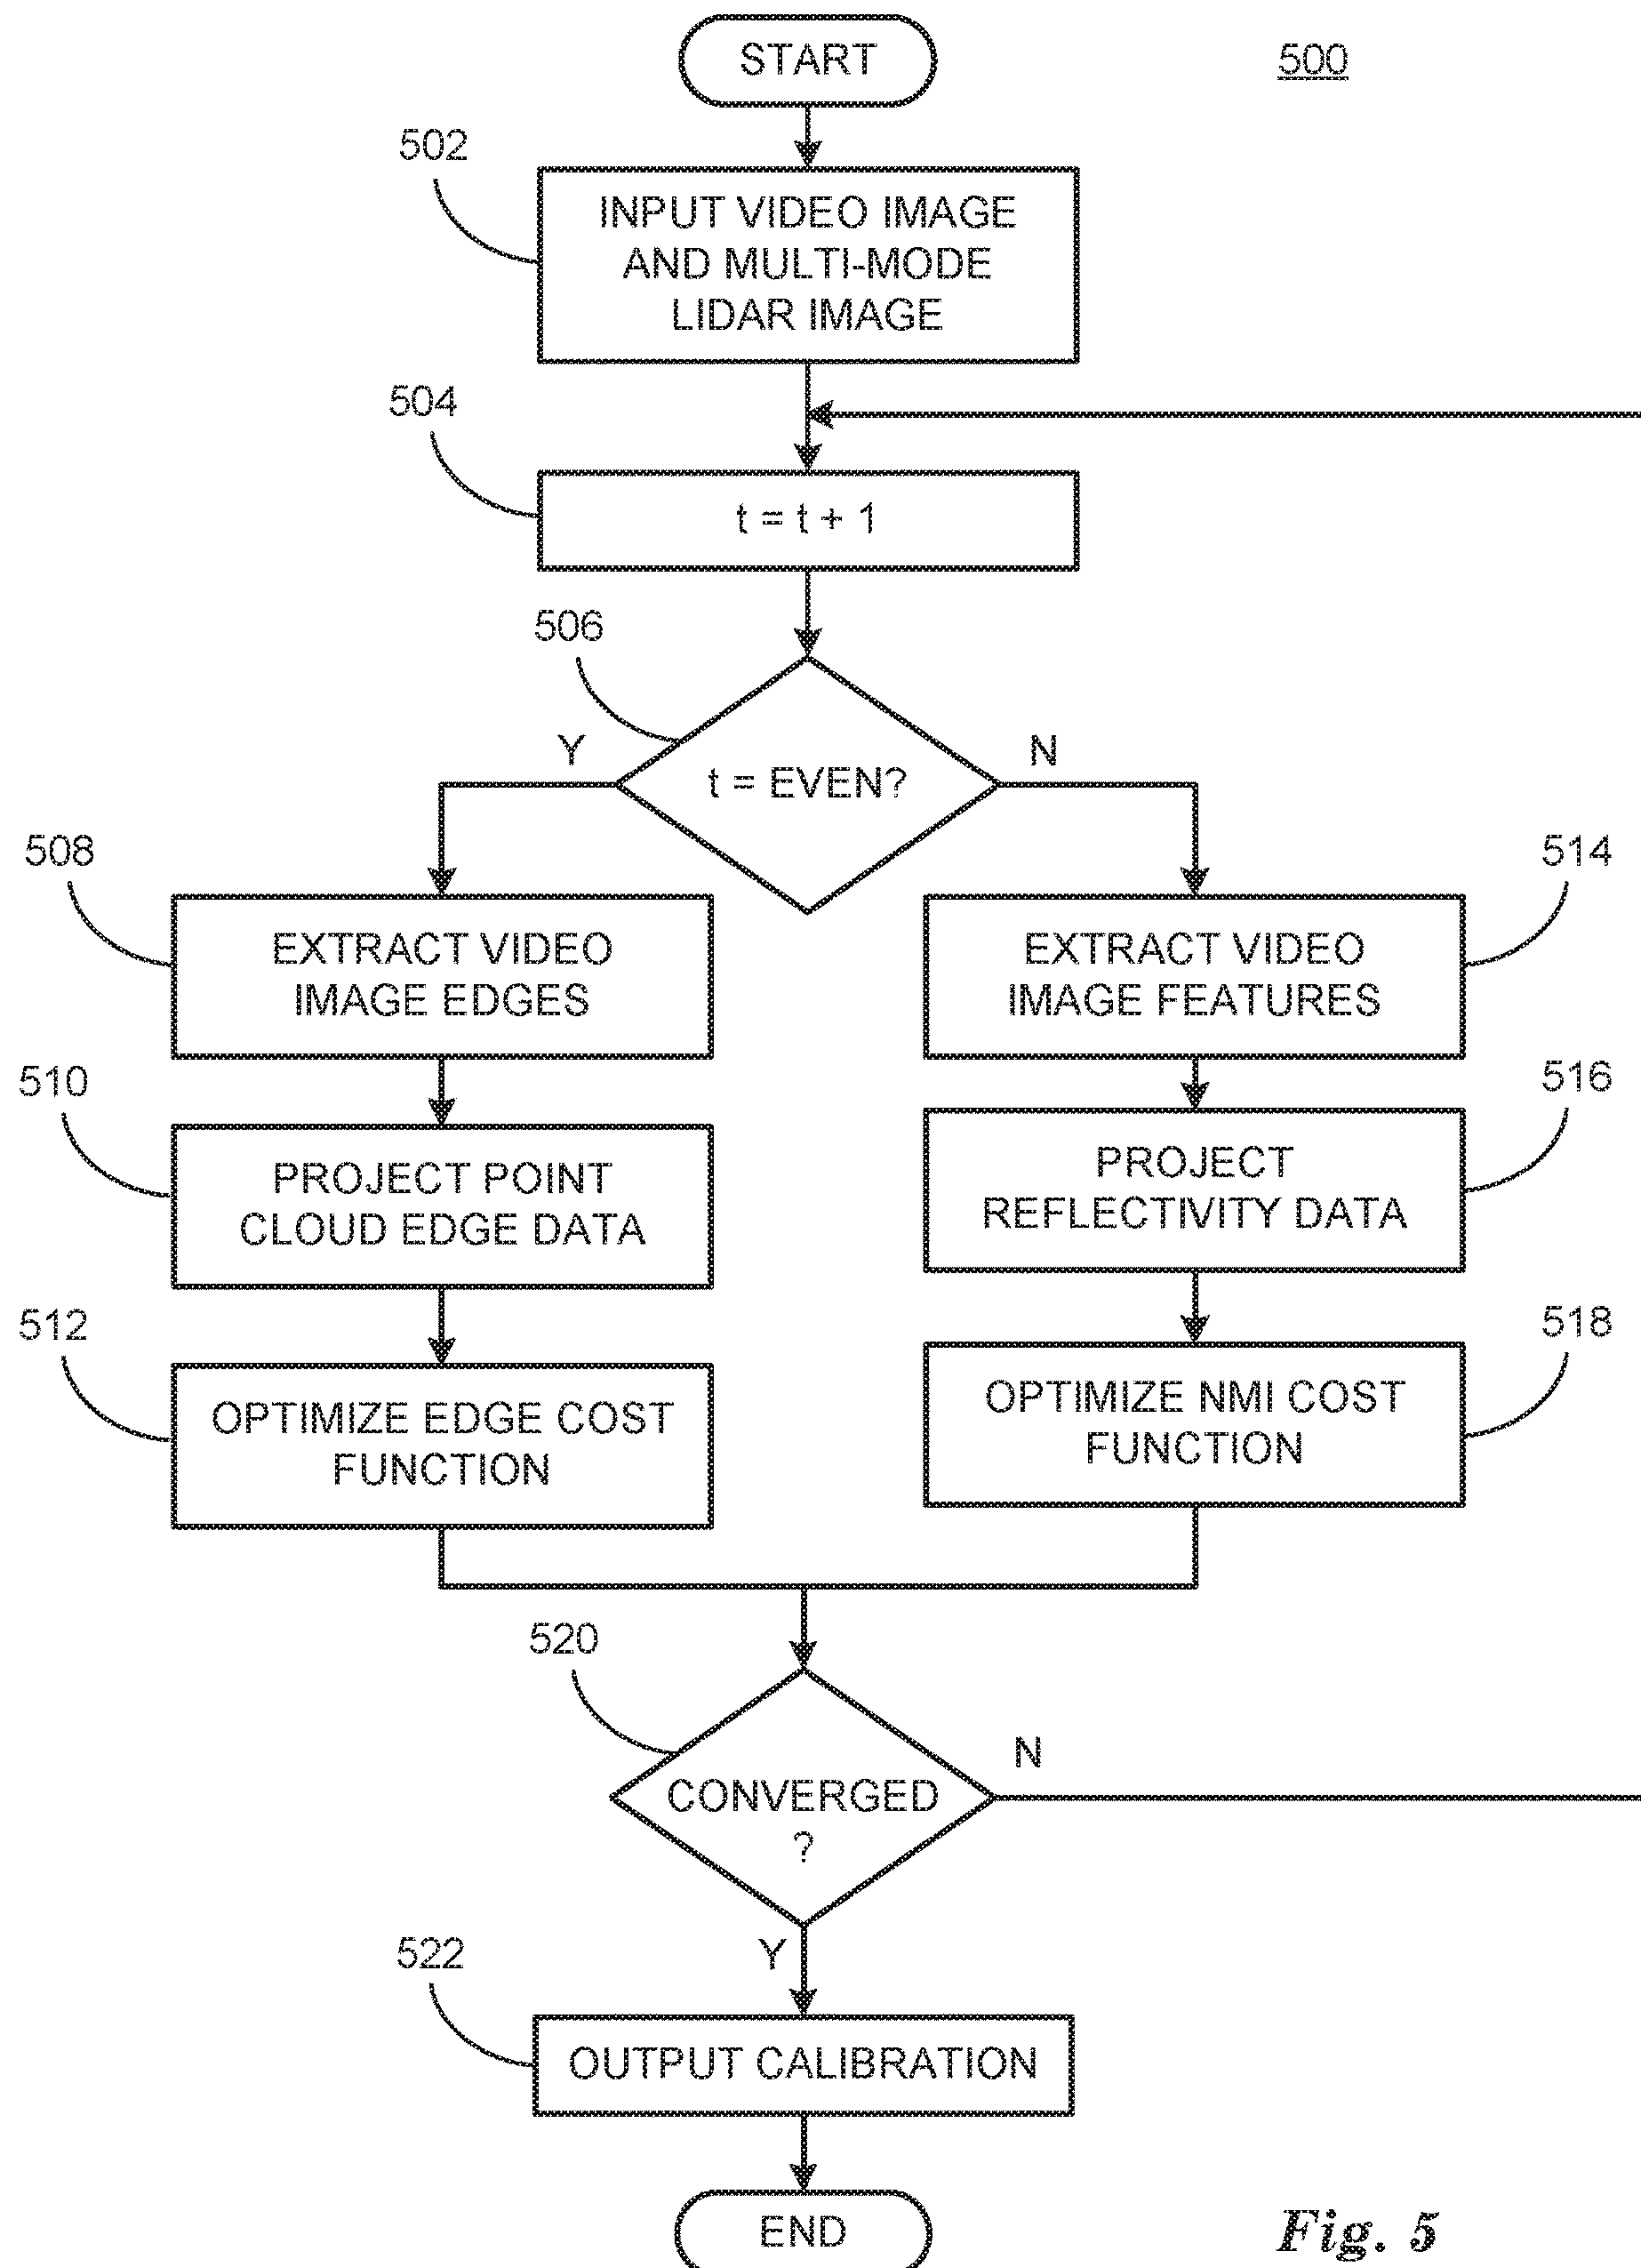 START
500
502
INPUT VIDEO IMAGE
AND MULTI-MODE
LIDAR IMAGE
504
t = t + 1
506
Y
t = EVEN?
N
508
EXTRACT VIDEO
IMAGE EDGES
514
EXTRACT VIDEO
IMAGE FEATURES
510
PROJECT POINT
CLOUD EDGE DATA
516
PROJECT
REFLECTIVITY DATA
512
OPTIMIZE EDGE COST
FUNCTION
518
OPTIMIZE NMI COST
FUNCTION
520
CONVERGED
?
N
Y
522
OUTPUT CALIBRATION
END
Fig. 5